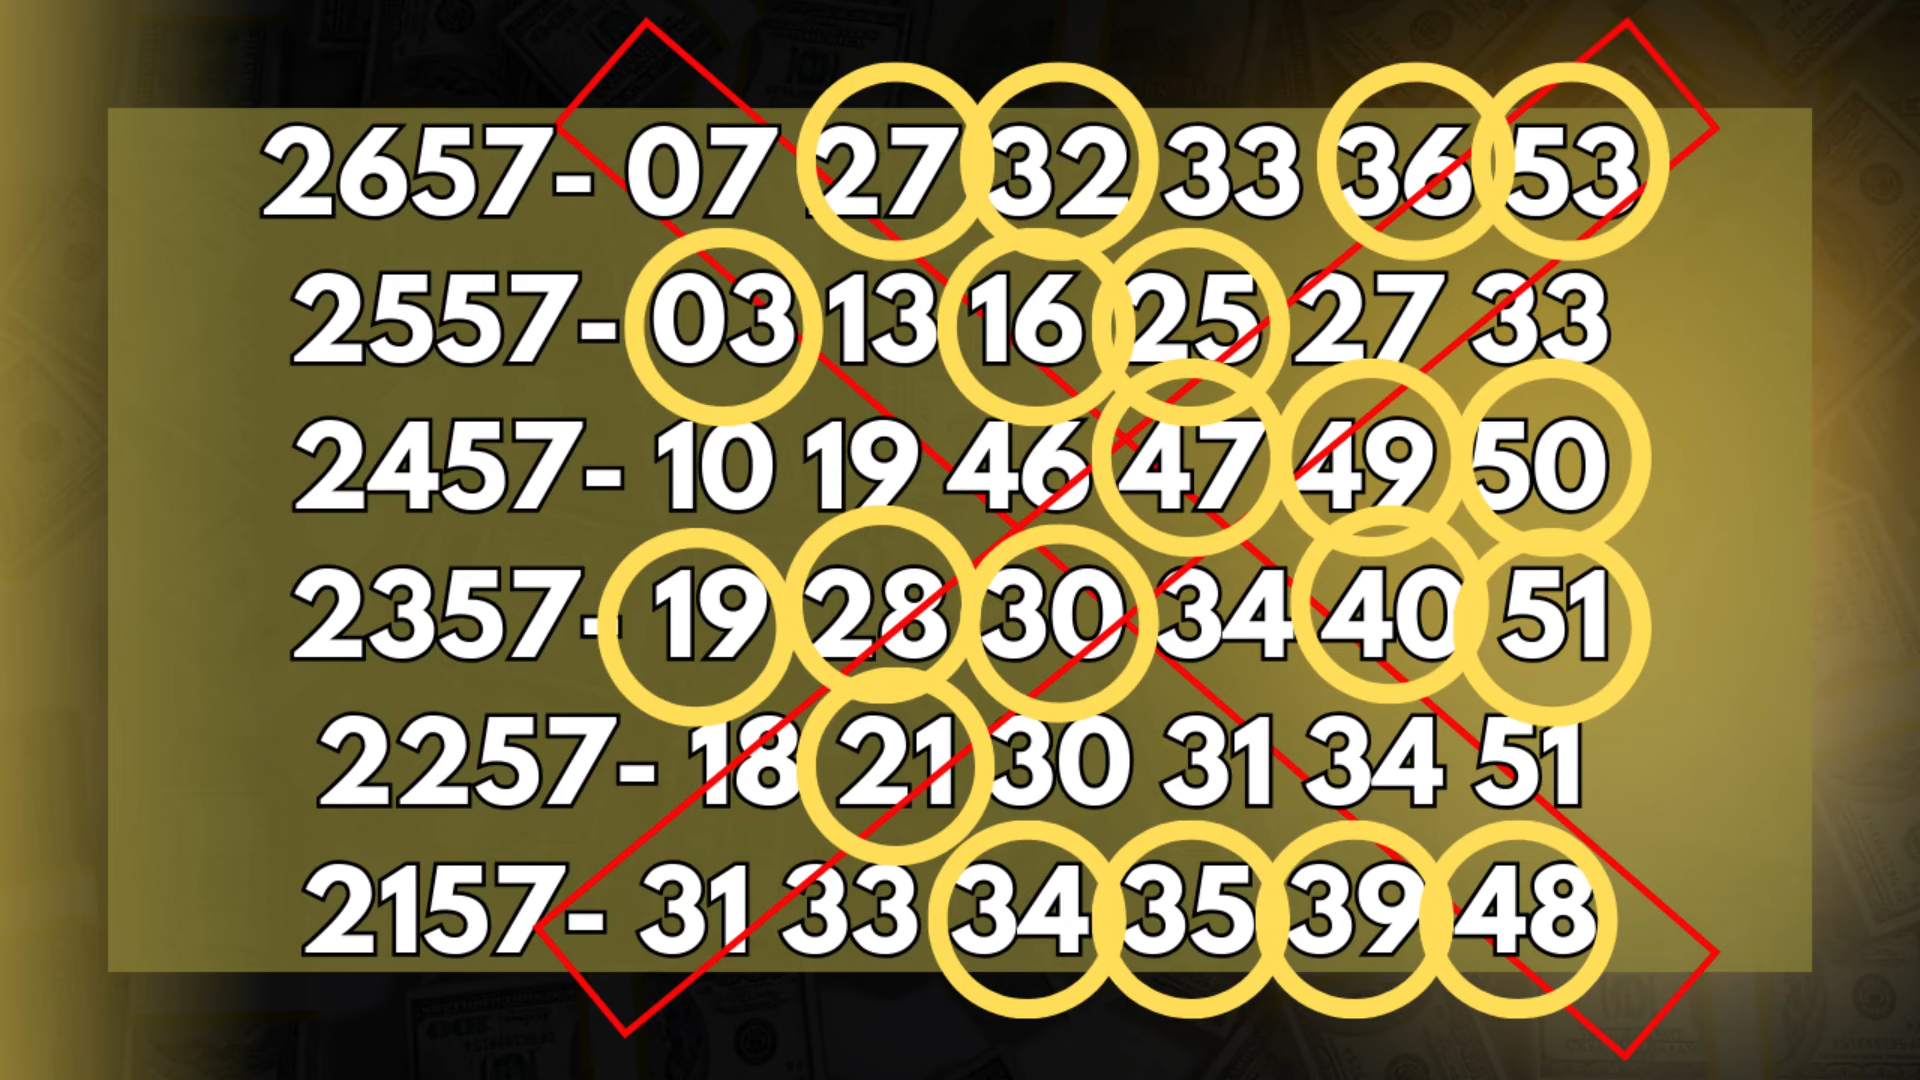 2657- 07 27 32 33 36 53
2557- 03 13 16 25 27 33
2457- 10 19 46 47 49 50
2357- 19 28 30 34 40 51
2257- 18 21 30 31 34 51
2157- 31 33 34 35 39 48